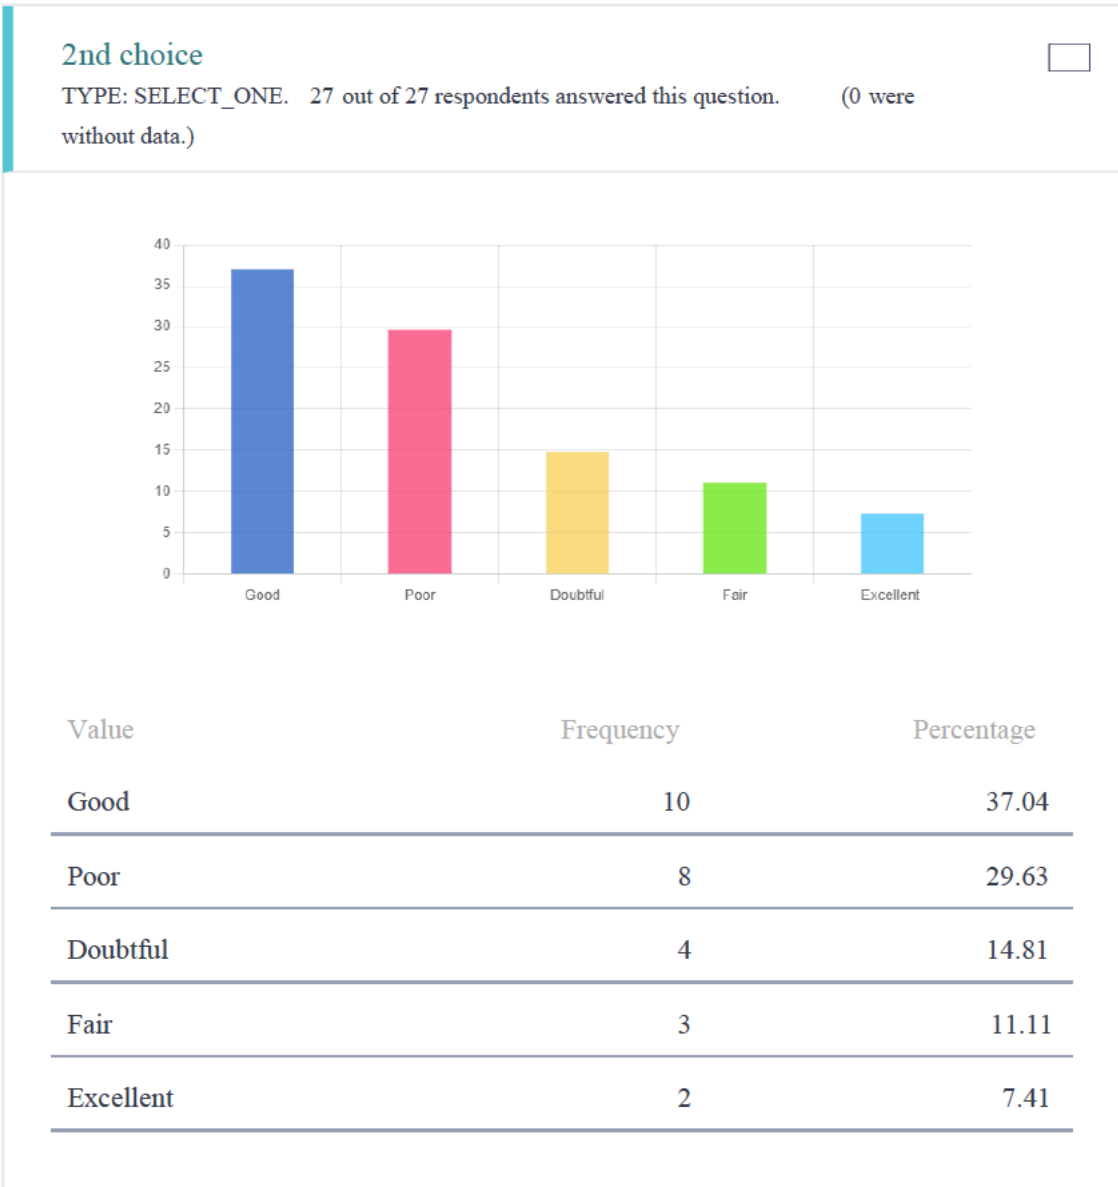 2nd choice
TYPE: SELECT_ONE. 27 out of 27 respondents answered this question. (0 were
without data.)
40
35
30
25
20
15
10
5
0
Good Poor Doubtful Fair Excellent
Value Frequency Percentage
Good 10 37.04
Poor 8 29.63
Doubtful 4 14.81
Fair 3 11.11
Excellent 2 7.41